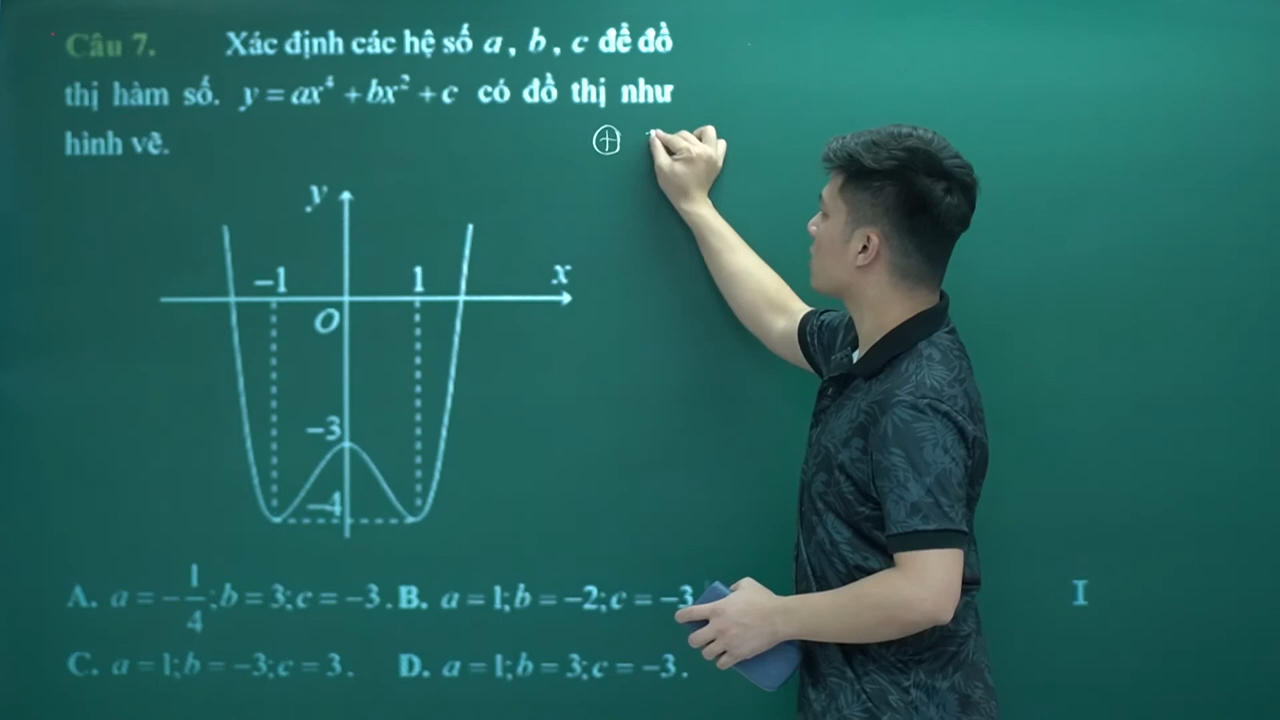 Câu 7. Xác định các hệ số a, b, c để đồ
thị hàm số. y = ax⁴ + bx² + c có đồ thị như
hình vẽ.
y
-1
1
x
O
-3
-4
A. a = -1/4; b = 3; c = -3. B. a = 1; b = -2; c = -3
C. a = 1; b = -3; c = 3. D. a = 1; b = 3; c = -3.